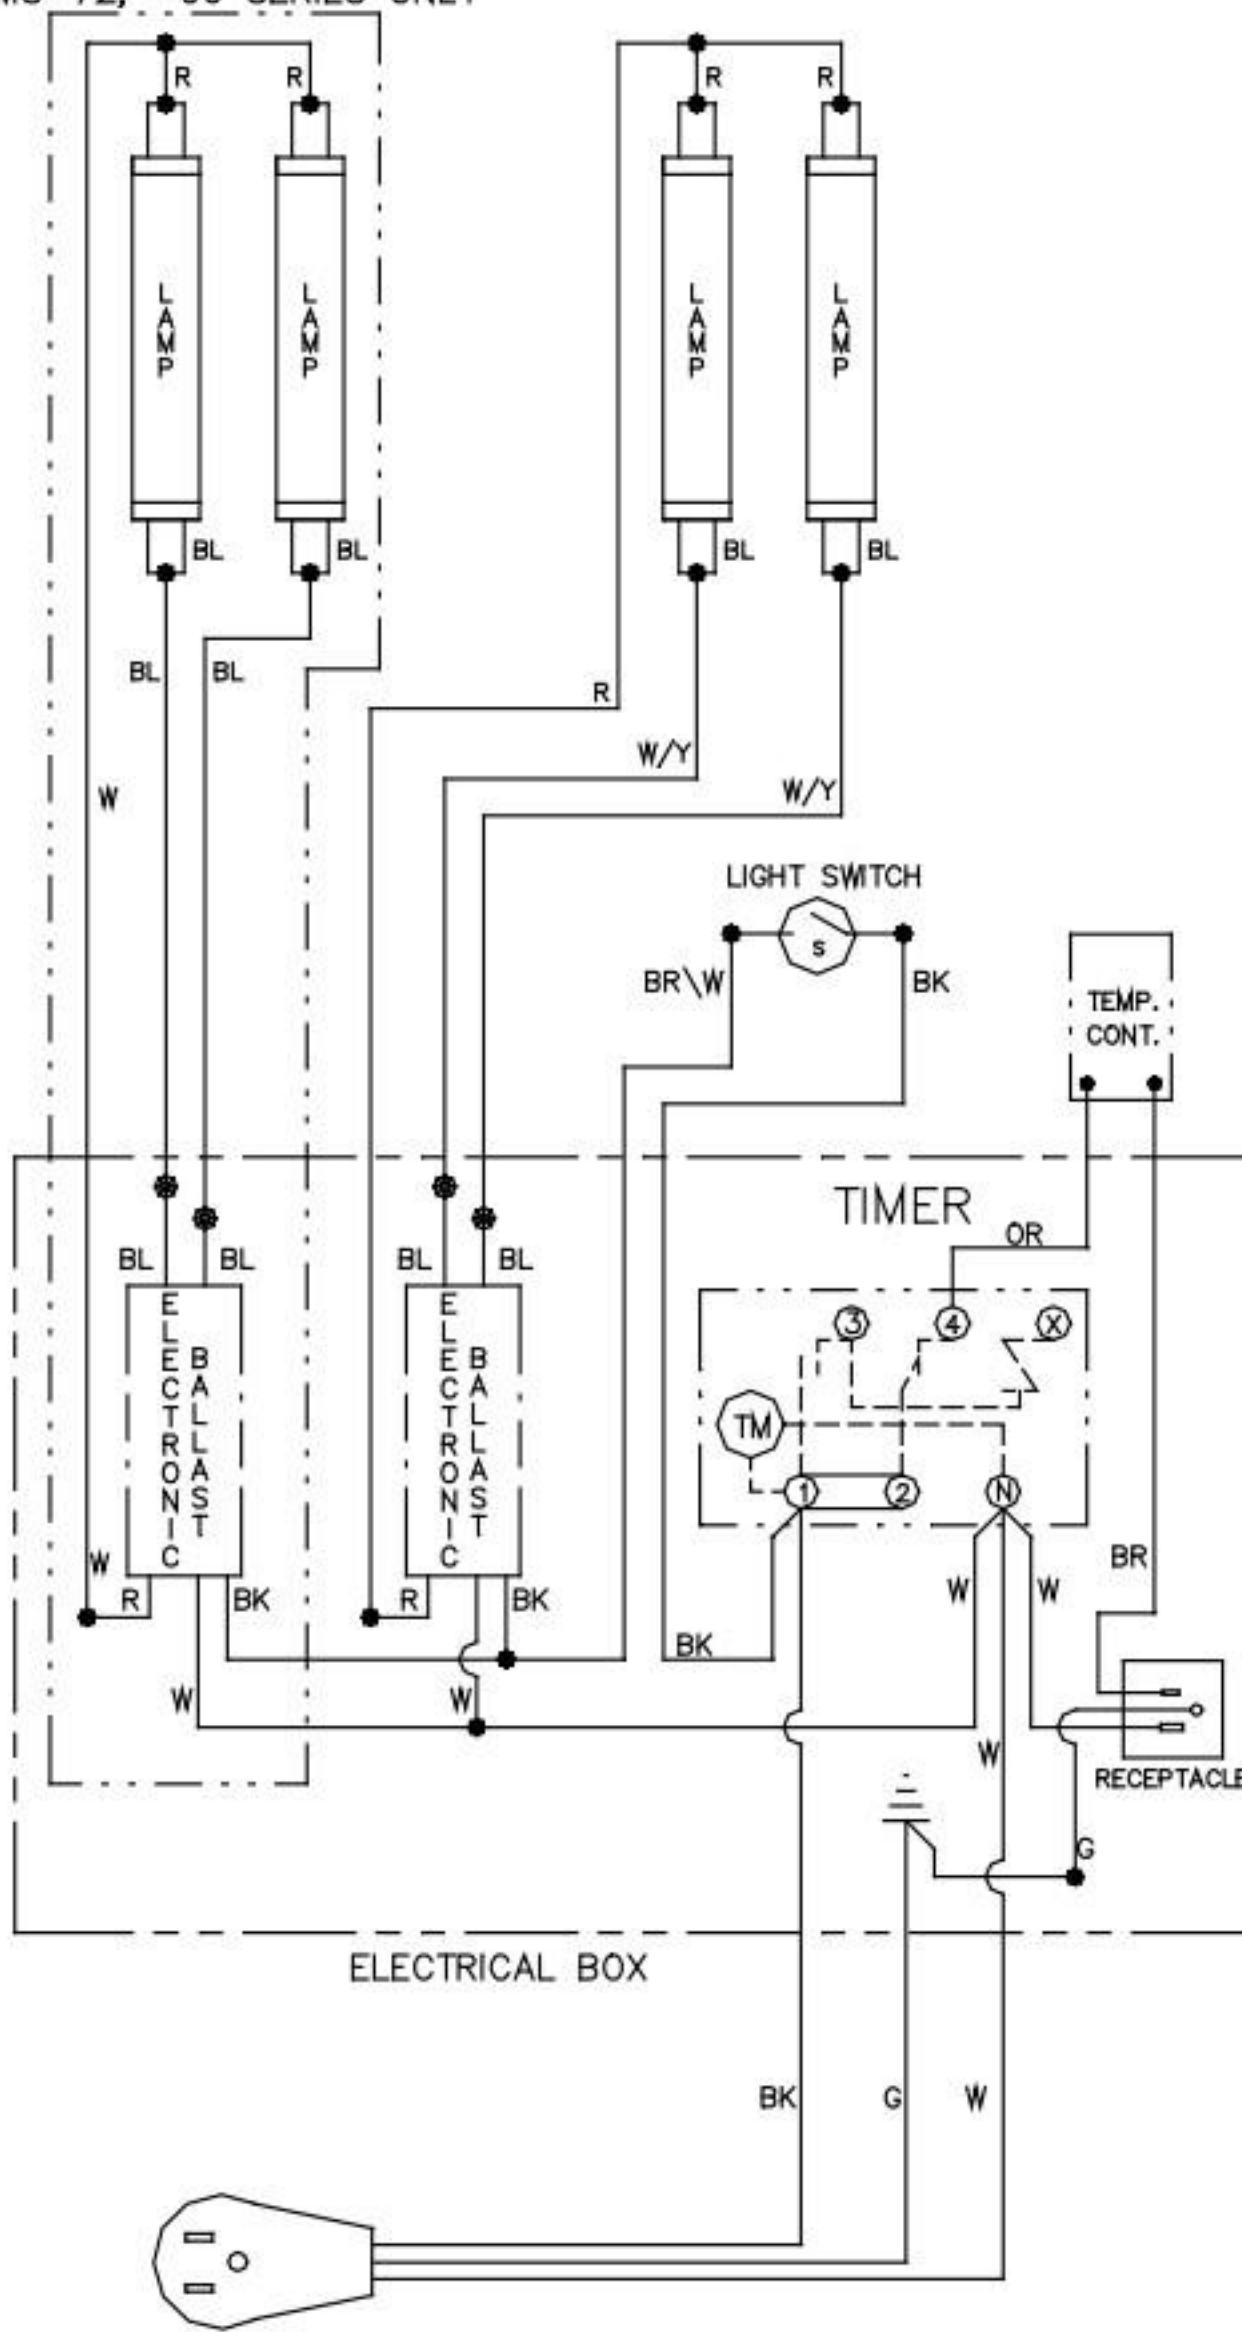 SERIES ONLY
R
R
R
R
LAMP
LAMP
LAMP
LAMP
BL
BL
BL
BL
BL
BL
R
W/Y
W
W/Y
LIGHT SWITCH
S
BR\W
BK
TEMP.
CONT.
TIMER
OR
BL
BL
BL
BL
ELECTRONIC
BALLAST
ELECTRONIC
BALLAST
3
4
X
TM
1
2
N
W
R
BK
R
BK
W
W
BR
BK
W
W
W
RECEPTACLE
G
ELECTRICAL BOX
BK
G
W